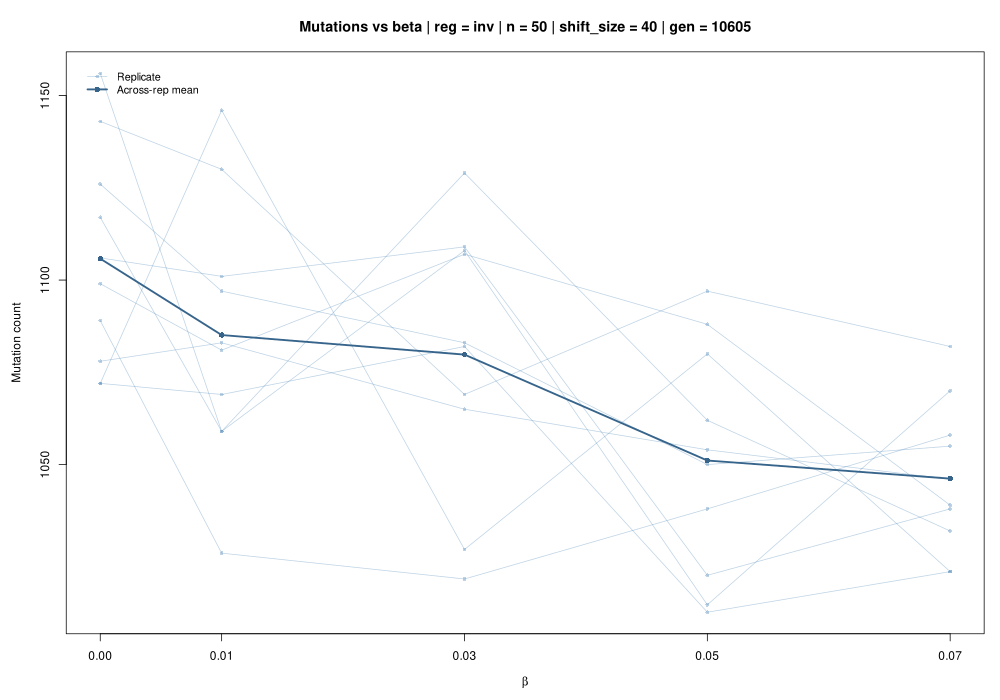 Mutations vs beta | reg = inv | n = 50 | shift_size = 40 | gen = 10605
Replicate
Across-rep mean
Mutation count
1150
1100
1050
0.00 0.01 0.03 0.05 0.07
β